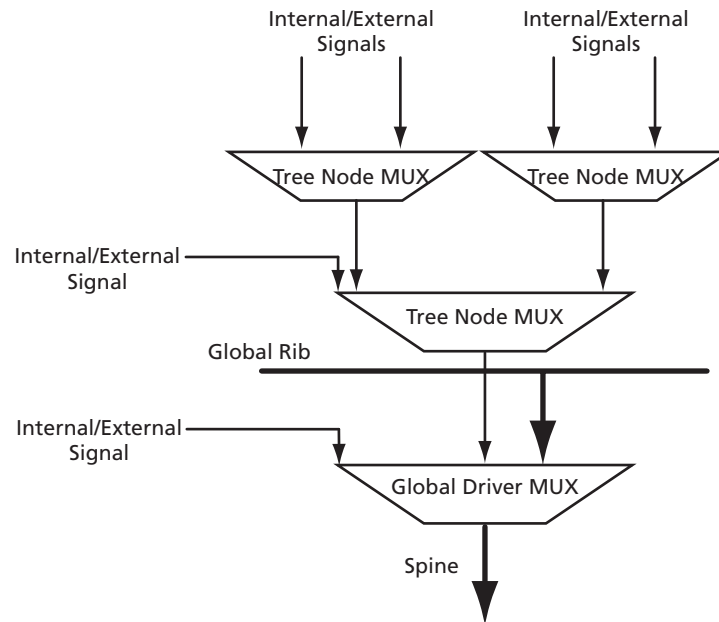 Internal/External
Signals
Internal/External
Signals
Tree Node MUX
Tree Node MUX
Internal/External
Signal
Tree Node MUX
Global Rib
Internal/External
Signal
Global Driver MUX
Spine